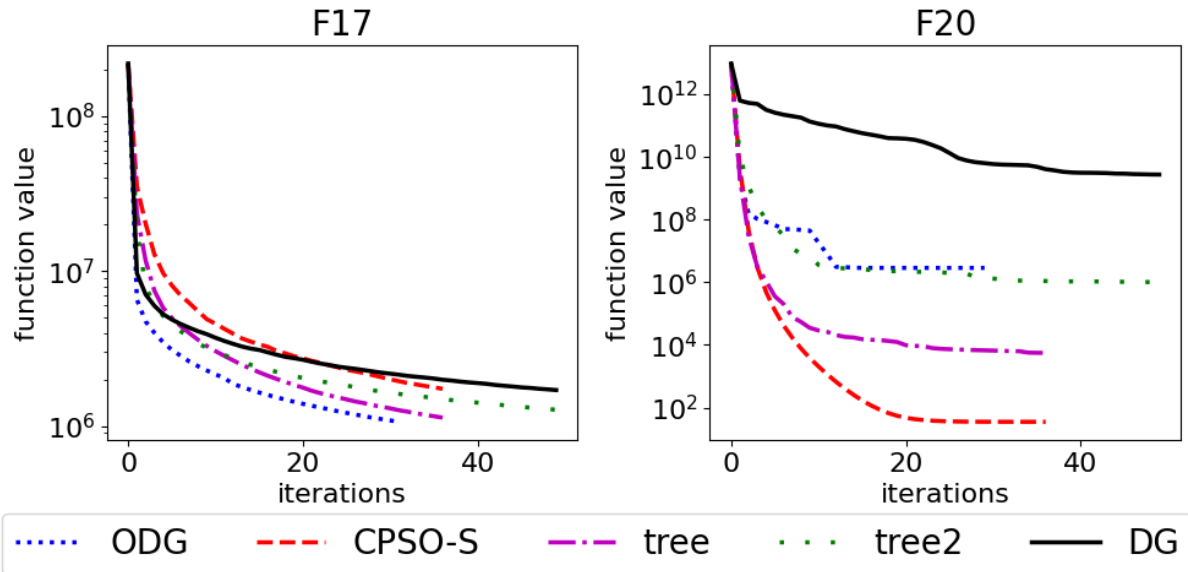 F17
function value
10^8
10^7
10^6
0 20 40
iterations
F20
function value
10^12
10^10
10^8
10^6
10^4
10^2
0 20 40
iterations
ODG CPSO-S tree tree2 DG